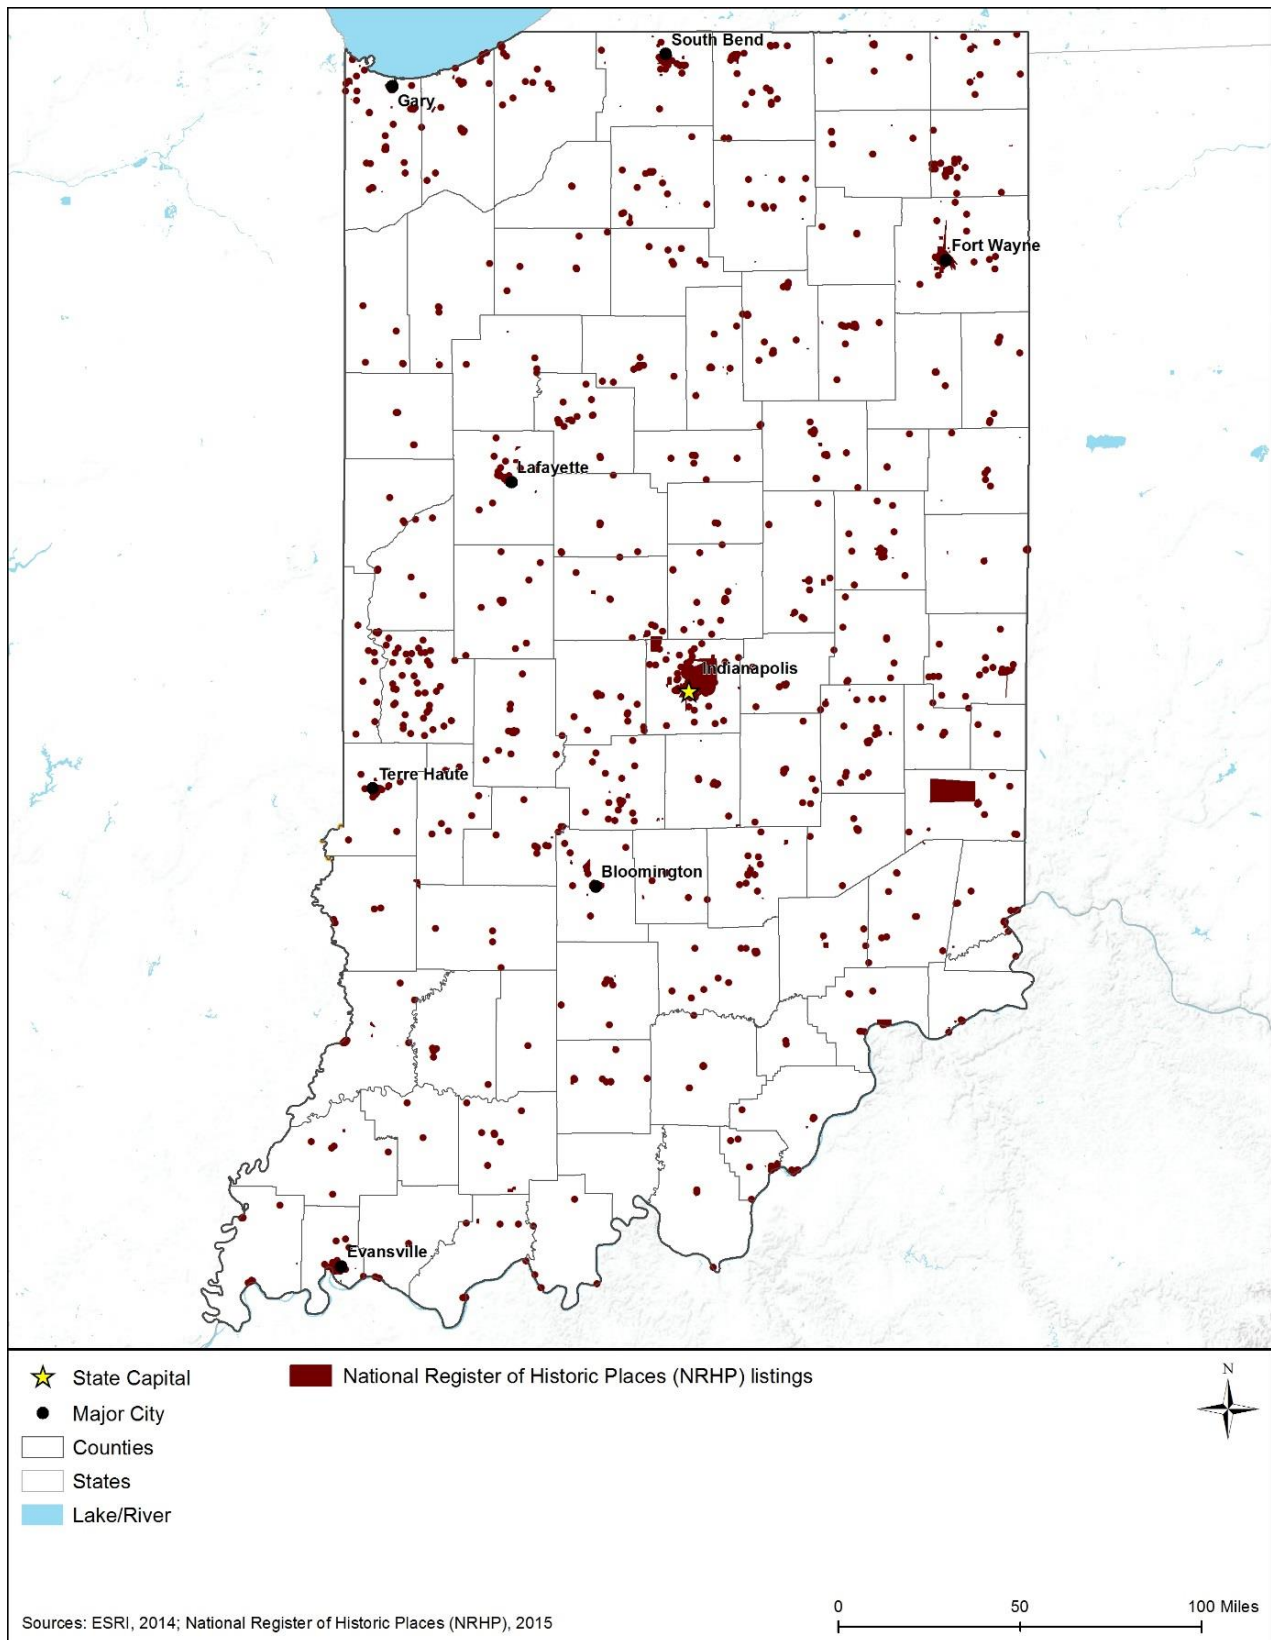 South Bend
Gary
Fort Wayne
Lafayette
Indianapolis
Terre Haute
Bloomington
Evansville
State Capital
National Register of Historic Places (NRHP) listings
N
Major City
Counties
States
Lake/River
0 50 100 Miles
Sources: ESRI, 2014; National Register of Historic Places (NRHP), 2015